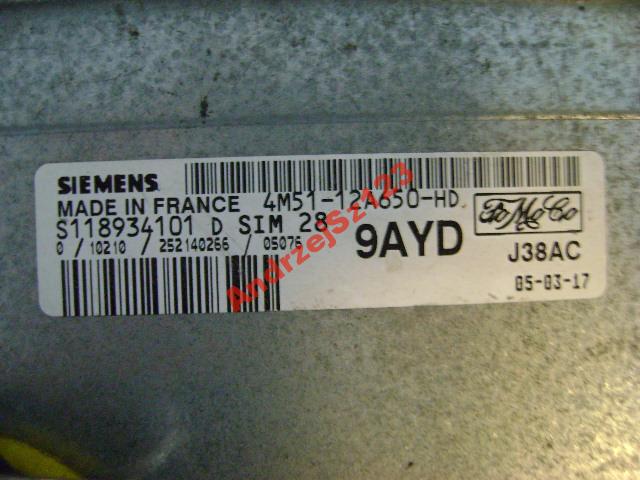 SIEMENS
MADE IN FRANCE 4M51-12A650-HD
S118934101 D SIM 28
0 / 10210 / 252140266 / 05076
9AYD
FoMoCo
J38AC
05-03-17
AndrzejSz123